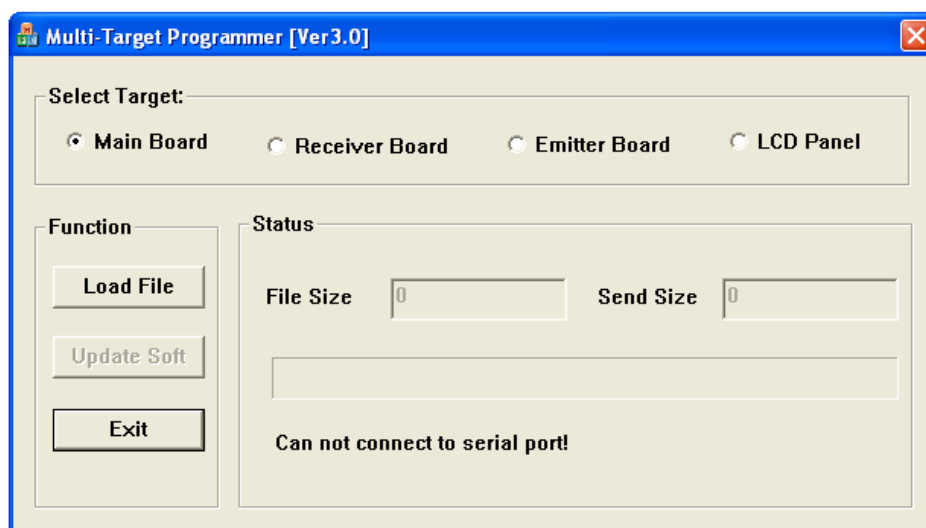 Multi-Target Programmer [Ver3.0]
Select Target:
Main Board
Receiver Board
Emitter Board
LCD Panel
Function
Load File
Update Soft
Exit
Status
File Size 0
Send Size 0
Can not connect to serial port!